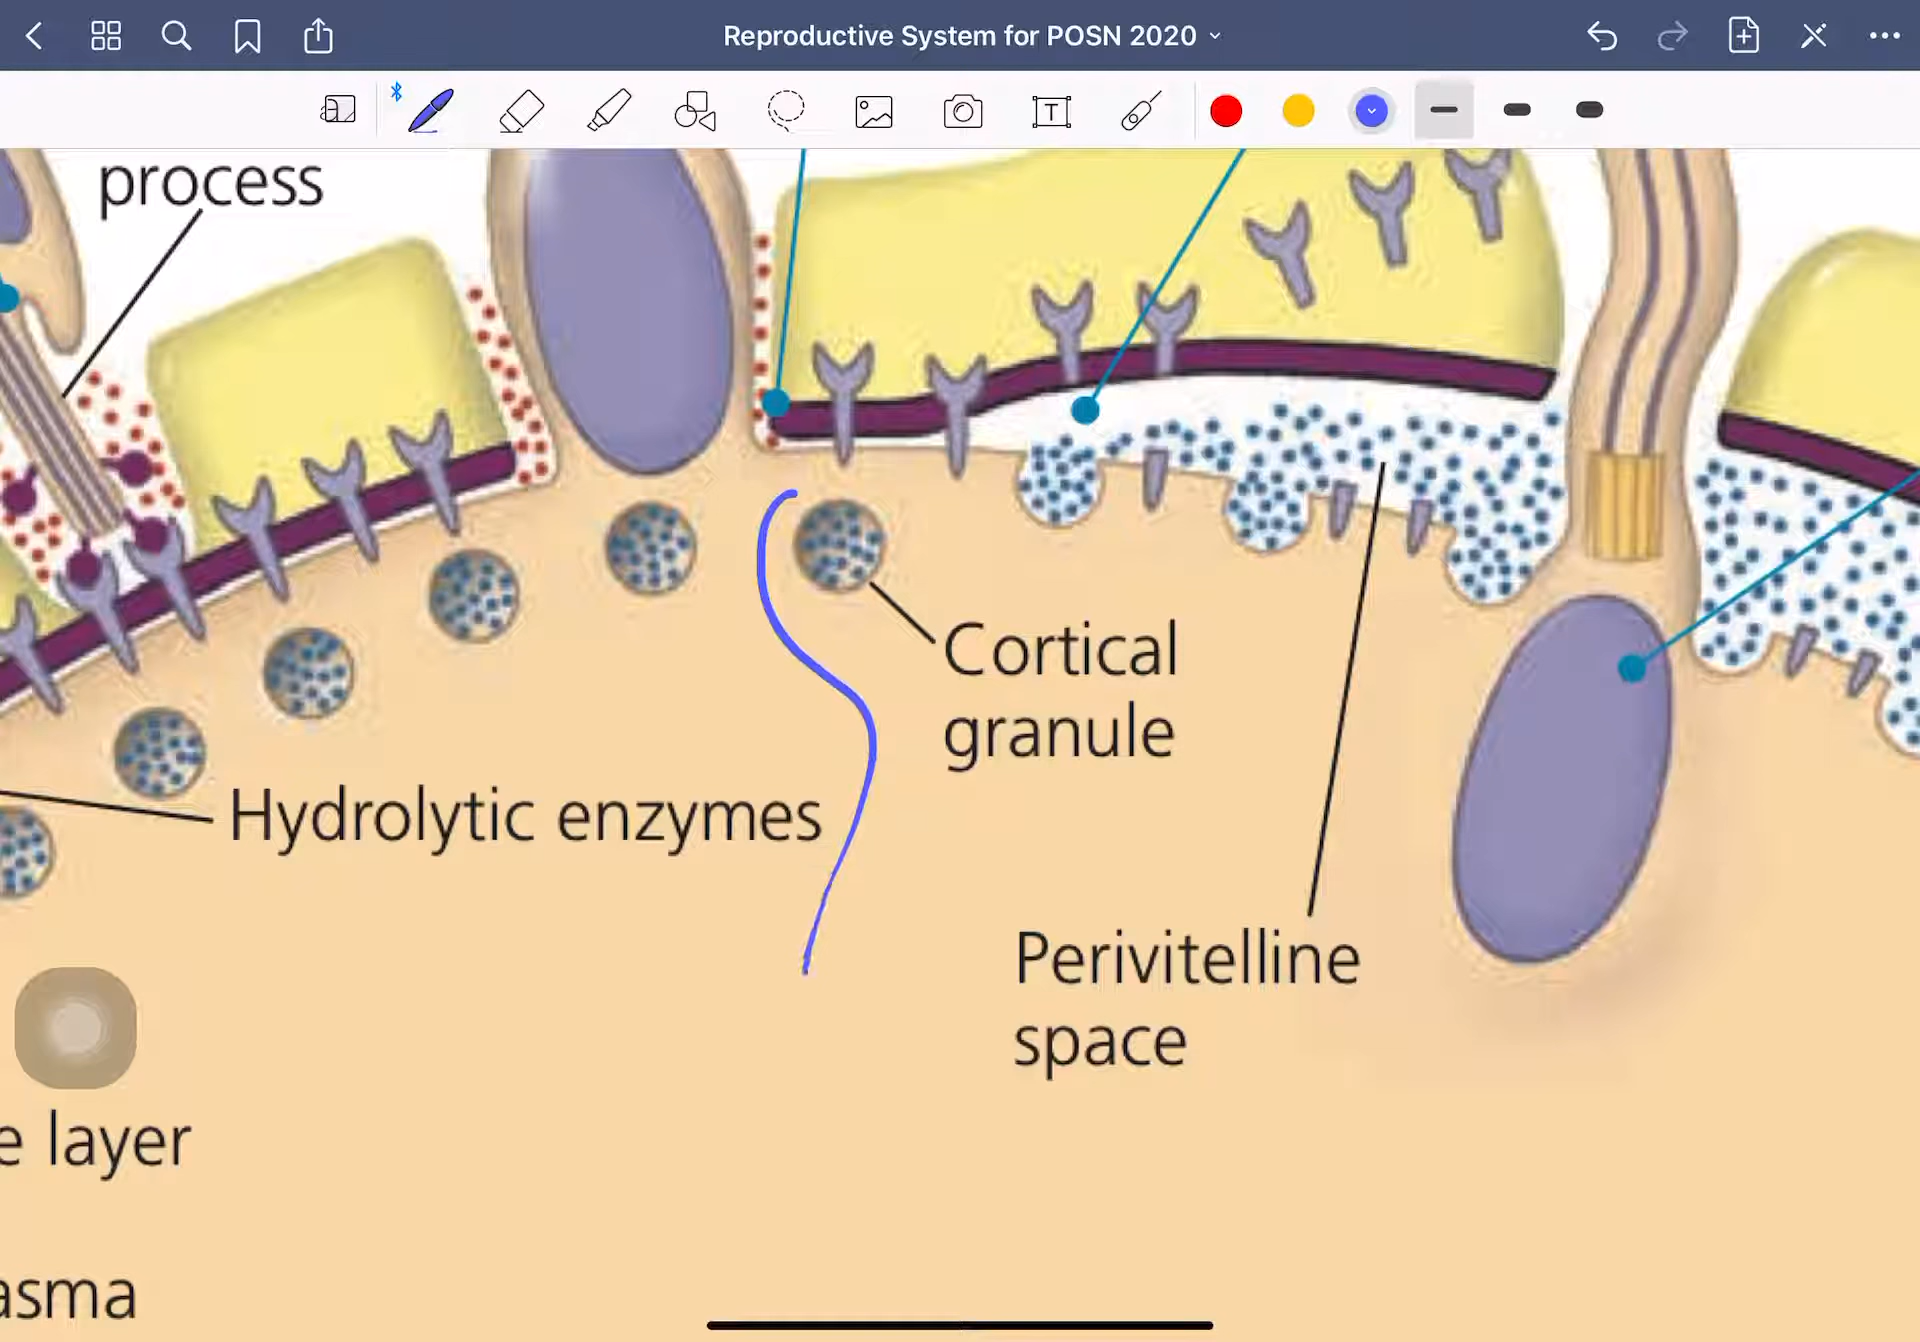 Reproductive System for POSN 2020
T
process
Cortical
granule
Hydrolytic enzymes
Perivitelline
space
e layer
asma